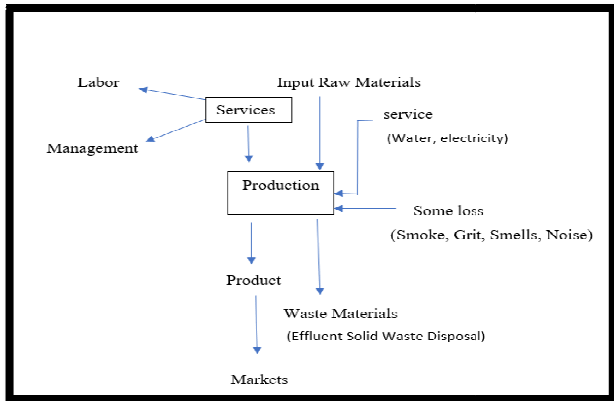 Labor
Input Raw Materials
Services
service
(Water, electricity)
Management
Production
Some loss
(Smoke, Grit, Smells, Noise)
Product
Waste Materials
(Effluent Solid Waste Disposal)
Markets